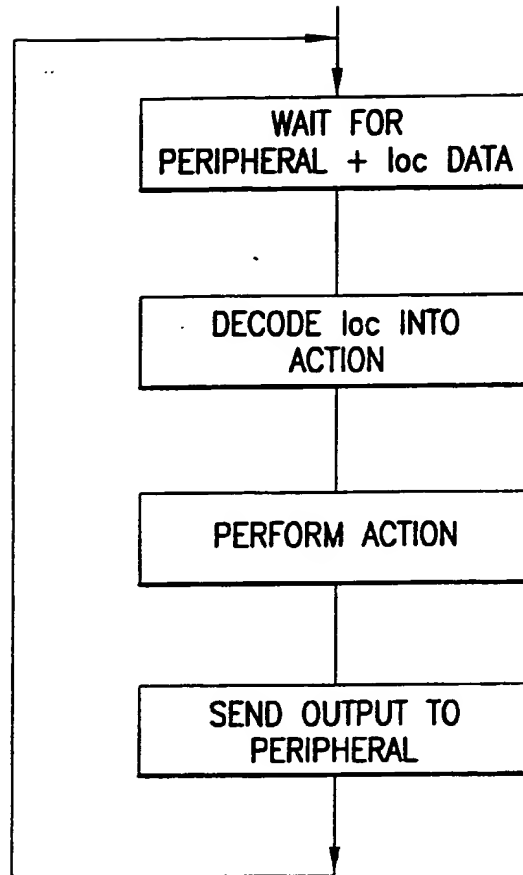 WAIT FOR
PERIPHERAL + loc DATA
DECODE loc INTO
ACTION
PERFORM ACTION
SEND OUTPUT TO
PERIPHERAL